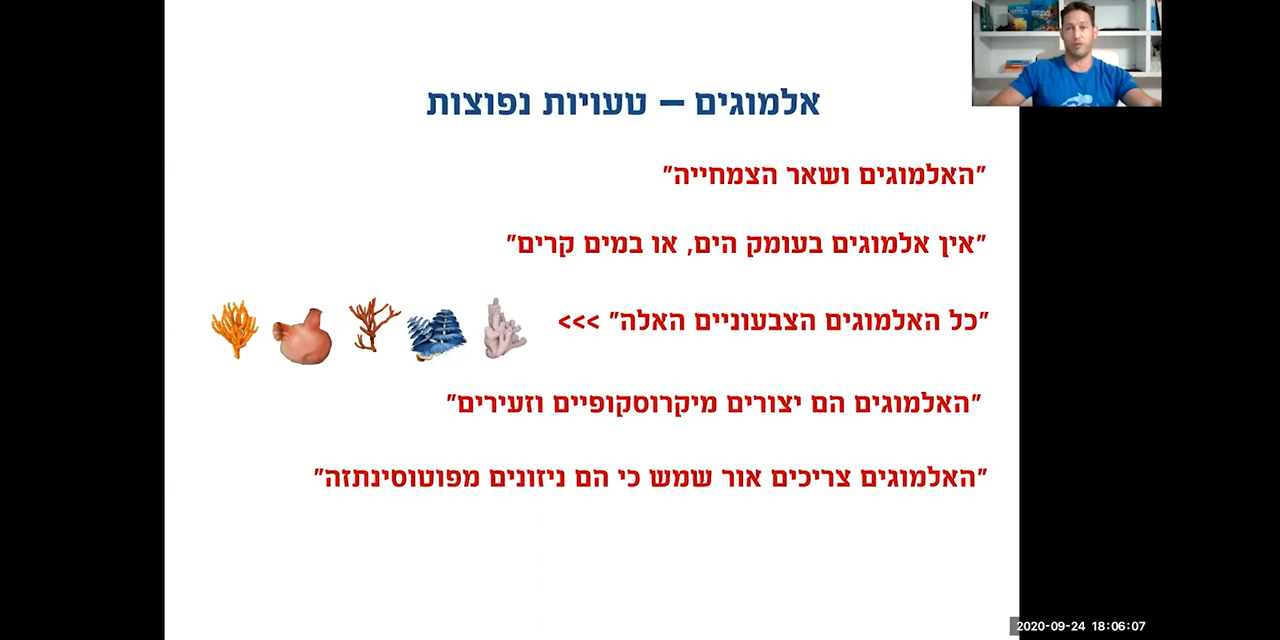 אלמוגים – טעויות נפוצות
"האלמוגים ושאר הצמחייה"
"אין אלמוגים בעומק הים, או במים קרים"
"כל האלמוגים הצבעוניים האלה" >>>
"האלמוגים הם יצורים מיקרוסקופיים וזעירים"
"האלמוגים צריכים אור שמש כי הם ניזונים מפוטוסינתזה"
2020-09-24 18:06:07